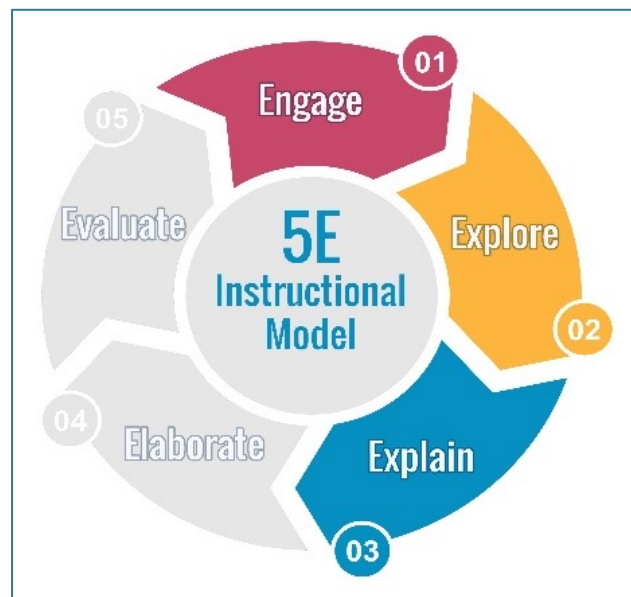 5E
Instructional
Model
01
Engage
02
Explore
03
Explain
04
Elaborate
05
Evaluate